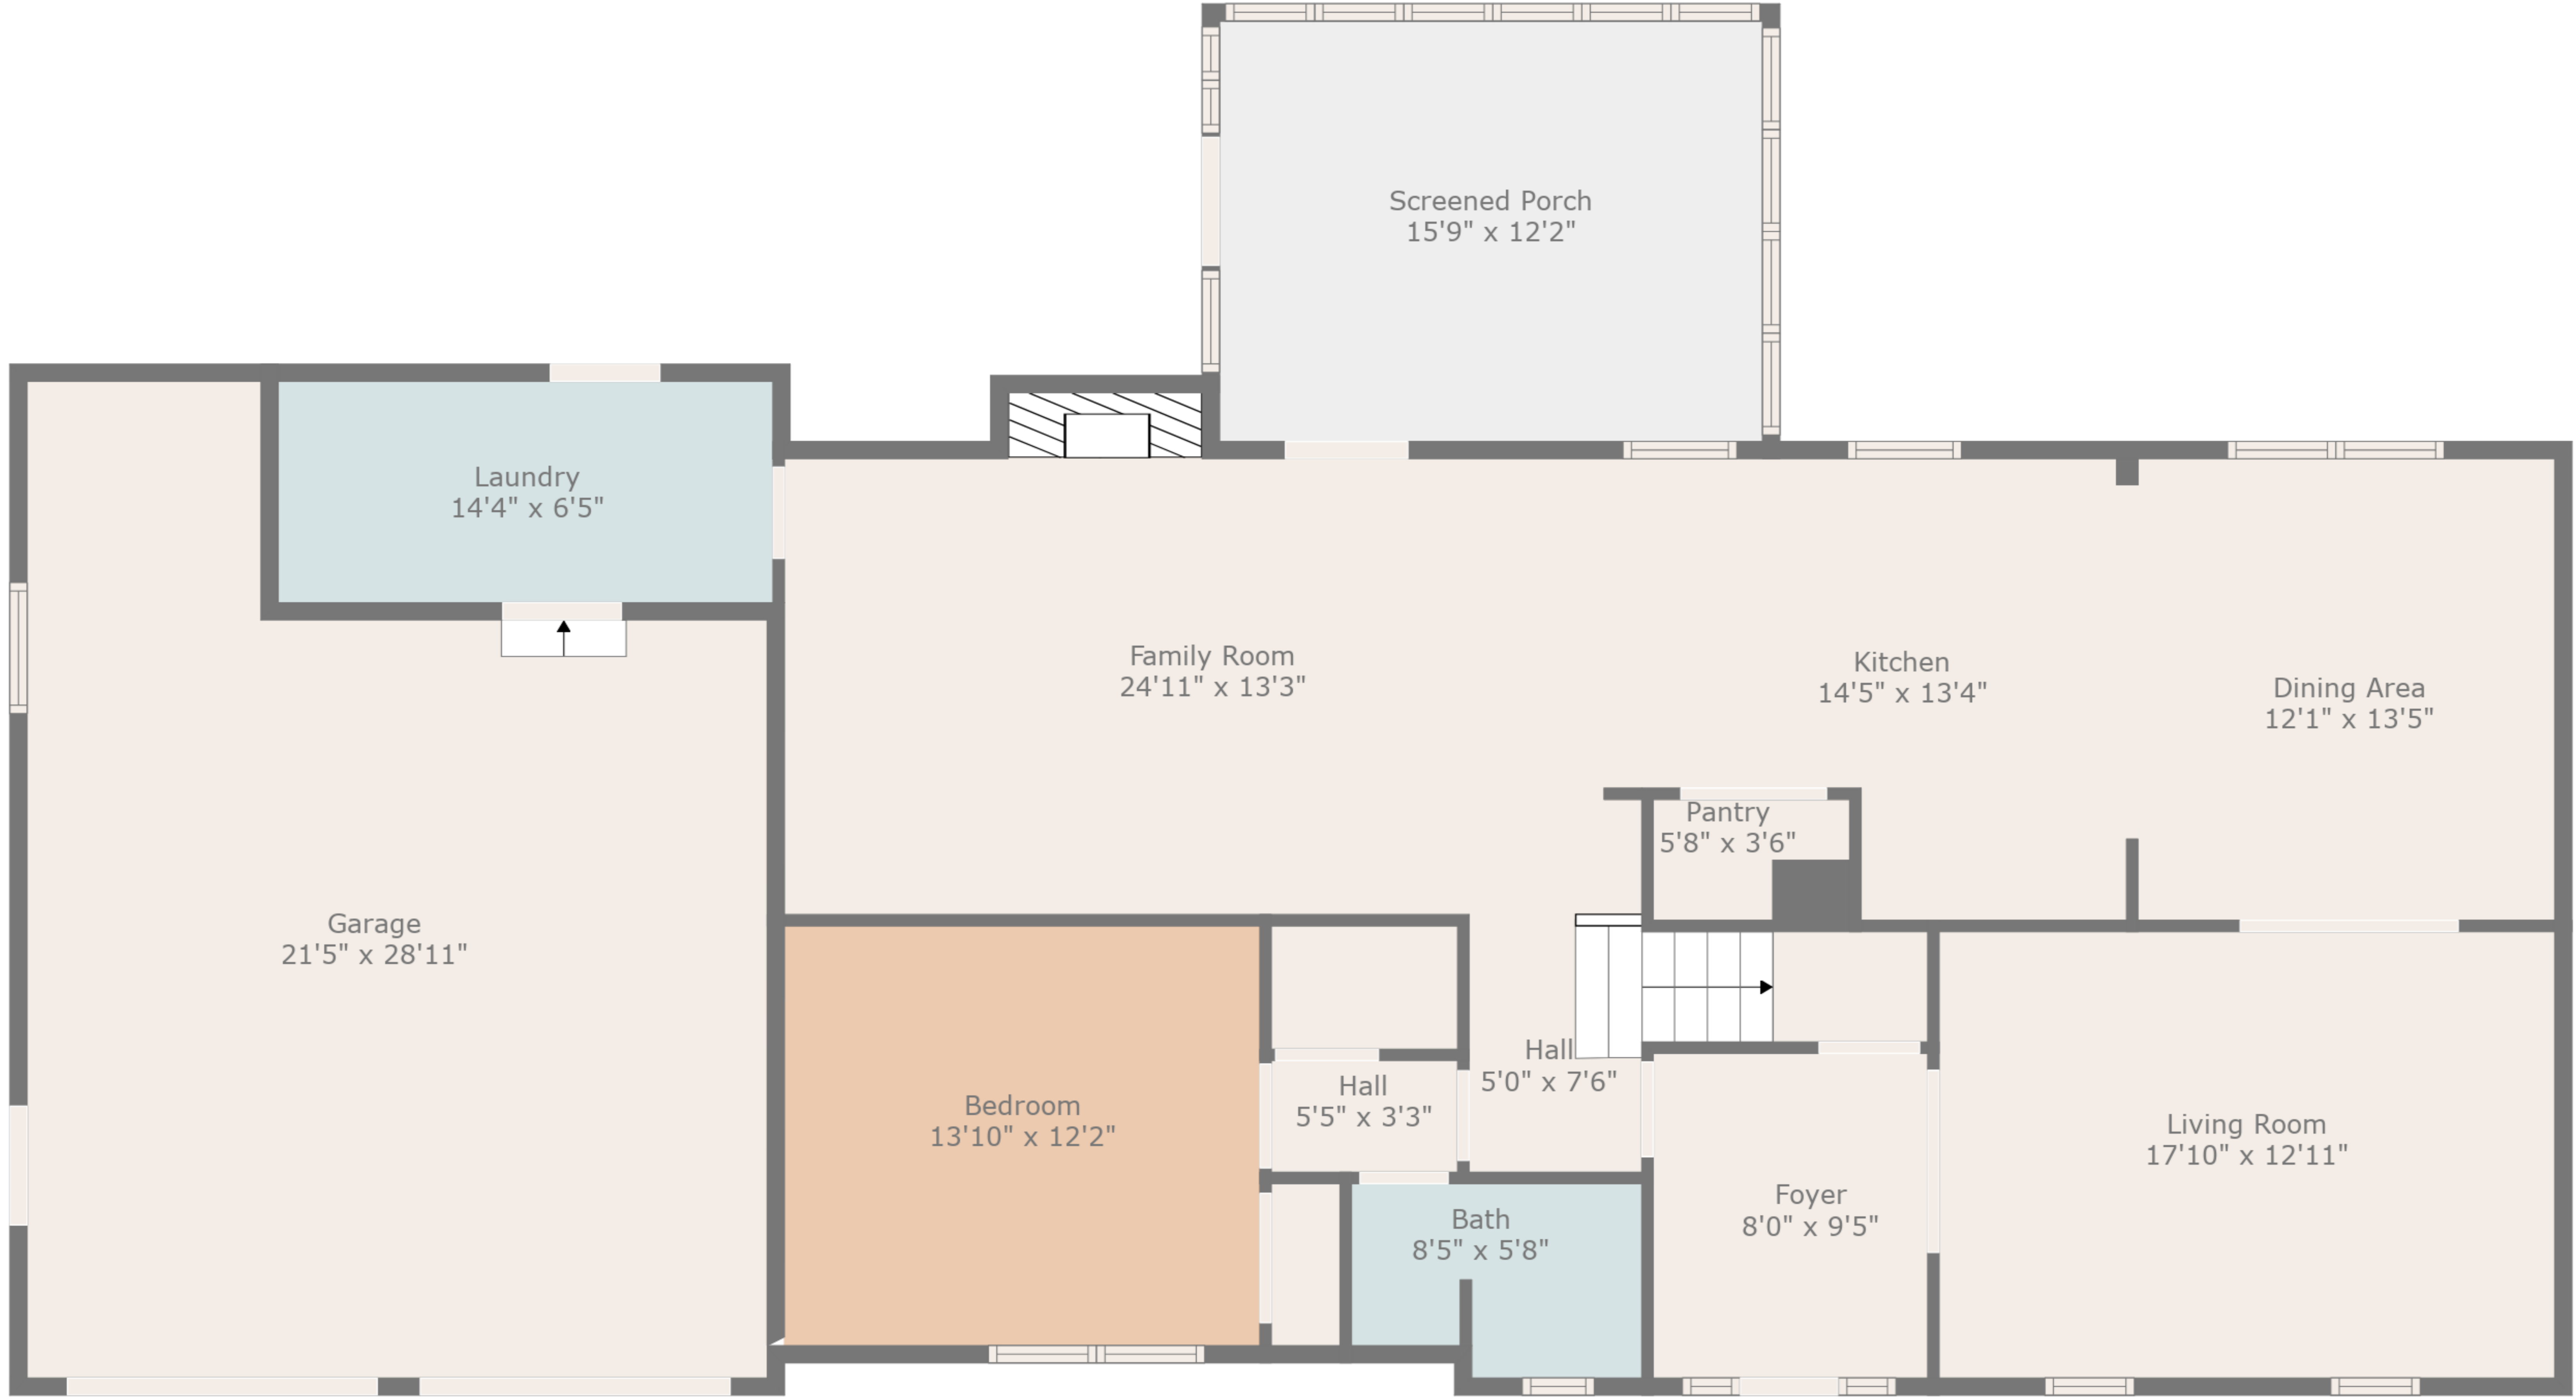 Screened Porch
15'9" x 12'2"
Laundry
14'4" x 6'5"
Family Room
24'11" x 13'3"
Kitchen
14'5" x 13'4"
Dining Area
12'1" x 13'5"
Pantry
5'8" x 3'6"
Garage
21'5" x 28'11"
Bedroom
13'10" x 12'2"
Hall
5'5" x 3'3"
Hall
5'0" x 7'6"
Living Room
17'10" x 12'11"
Foyer
8'0" x 9'5"
Bath
8'5" x 5'8"